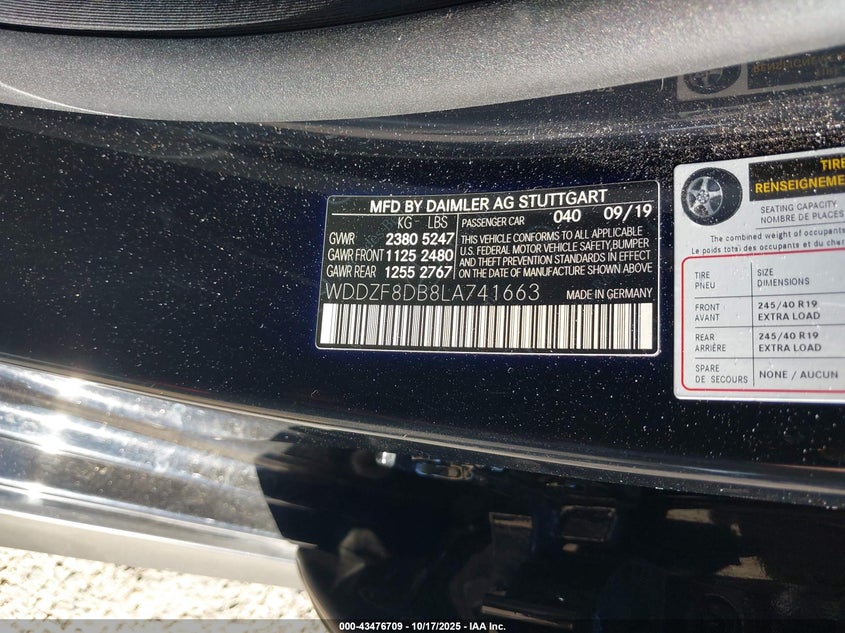 MFD BY DAIMLER AG STUTTGART
KG LBS
GVWR 2380 5247
GAWR FRONT 1125 2480
GAWR REAR 1255 2767
PASSENGER CAR 040 09/19
THIS VEHICLE CONFORMS TO ALL APPLICABLE
U.S. FEDERAL MOTOR VEHICLE SAFETY, BUMPER
AND THEFT PREVENTION STANDARDS IN EFFECT
ON THE DATE OF MANUFACTURE SHOWN ABOVE.
WDDZF8DB8LA741663 MADE IN GERMANY
TIRE
RENSEIGNEME
SEATING CAPACITY
NOMBRE DE PLACES
The combined weight of occupants
Le poids total des occupants et du char
TIRE
PNEU
SIZE
DIMENSIONS
FRONT
AVANT
245/40 R19
EXTRA LOAD
REAR
ARRIÈRE
245/40 R19
EXTRA LOAD
SPARE
DE SECOURS
NONE / AUCUN
000-43476709 | 10/17/2025 | IAA Inc.